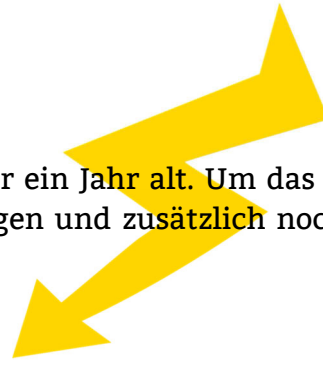 r ein Jahr alt. Um das
gen und zusätzlich noc